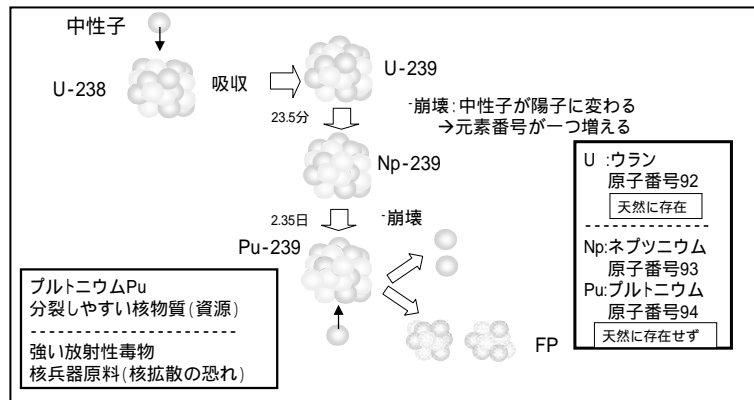 中性子
U-238
吸収
U-239
23.5分
-崩壊:中性子が陽子に変わる
→元素番号が一つ増える
Np-239
2.35日
-崩壊
Pu-239
FP
U :ウラン
原子番号92
天然に存在
Np:ネプツニウム
原子番号93
Pu:プルトニウム
原子番号94
天然に存在せず
プルトニウムPu
分裂しやすい核物質(資源)
強い放射性毒物
核兵器原料(核拡散の恐れ)